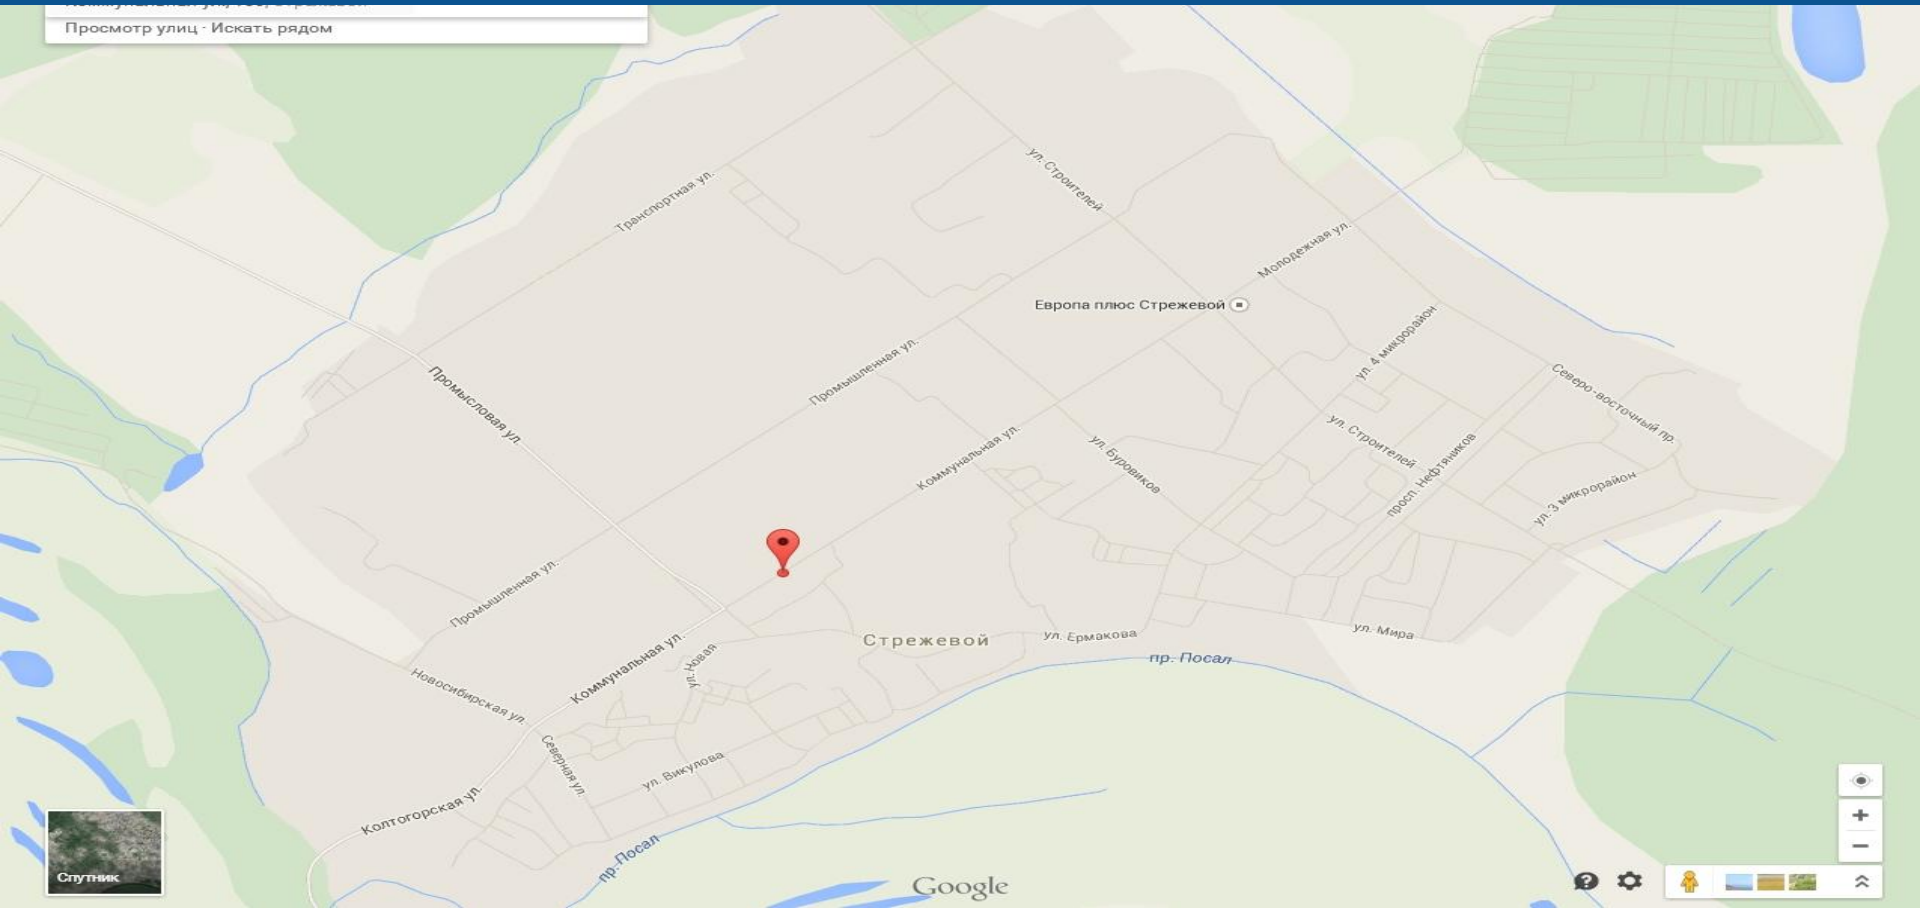 Просмотр улиц · Искать рядом
Транспортная ул.
ул. Строителей
Молодежная ул.
Европа плюс Стрежевой
ул. 4 микрорайон
Промышленная ул.
Промысловая ул.
Северо-восточный пр.
ул. Строителей
просп. Нефтяников
Коммунальная ул.
ул. Буровиков
ул. 3 микрорайон
Промышленная ул.
Стрежевой
ул. Ермакова
ул. Мира
пр. Посал
Коммунальная ул.
ул. Новая
Новосибирская ул.
Северная ул.
ул. Викулова
Колтогорская ул.
пр. Посал
Спутник
Google